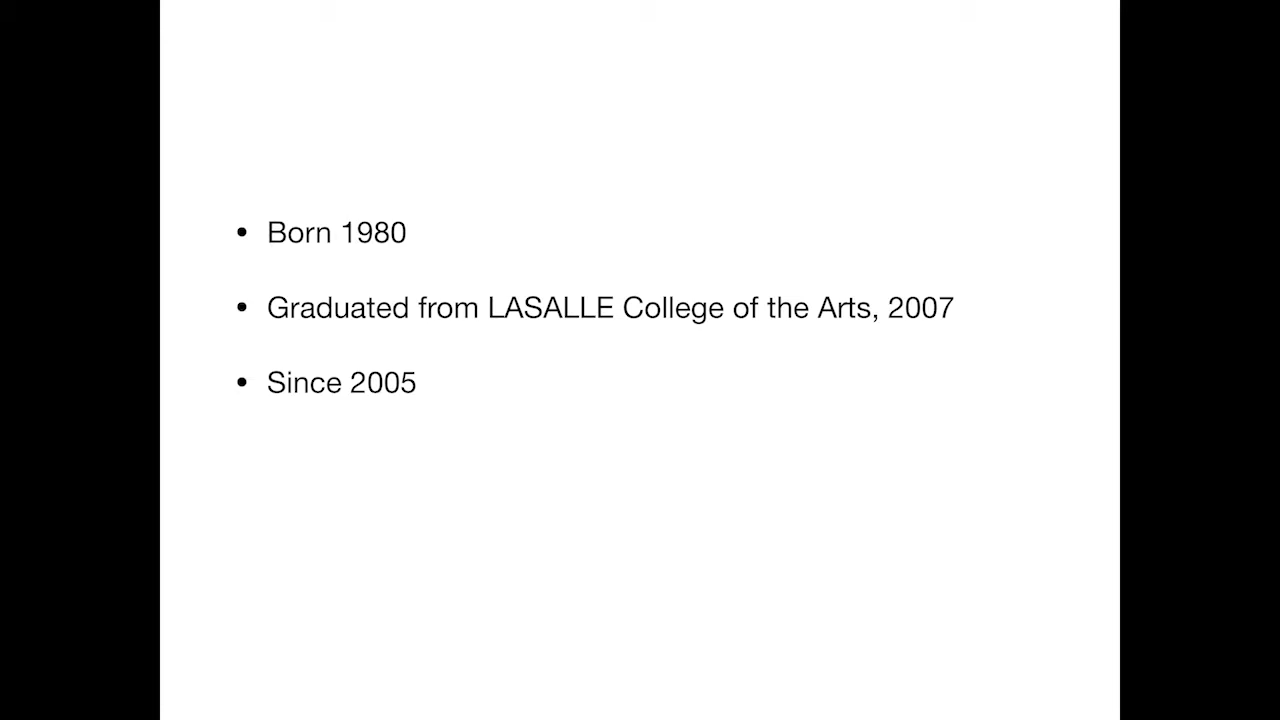 • Born 1980
• Graduated from LASALLE College of the Arts, 2007
• Since 2005